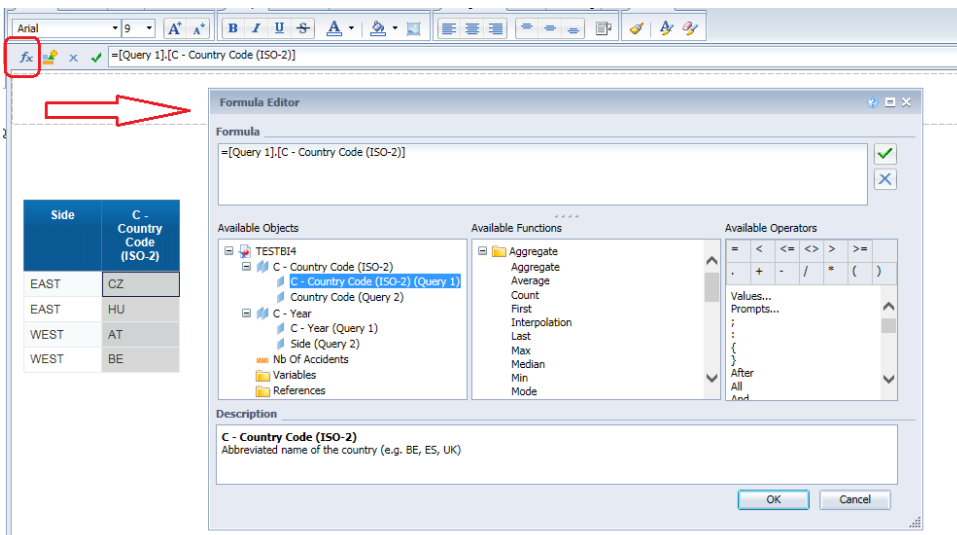 Arial 9 A A B I U S A
fx =[Query 1].[C - Country Code (ISO-2)]
Formula Editor
Formula
=[Query 1].[C - Country Code (ISO-2)]
Side
C -
Country
Code
(ISO-2)
EAST CZ
EAST HU
WEST AT
WEST BE
Available Objects
TESTBI4
C - Country Code (ISO-2)
C - Country Code (ISO-2) (Query 1)
Country Code (Query 2)
C - Year
C - Year (Query 1)
Side (Query 2)
Nb Of Accidents
Variables
References
Available Functions
Aggregate
Aggregate
Average
Count
First
Interpolation
Last
Max
Median
Min
Mode
Available Operators
= < <= <> > >=
. + - / * ( )
Values...
Prompts...
;
:
{
}
After
All
And
Description
C - Country Code (ISO-2)
Abbreviated name of the country (e.g. BE, ES, UK)
OK Cancel